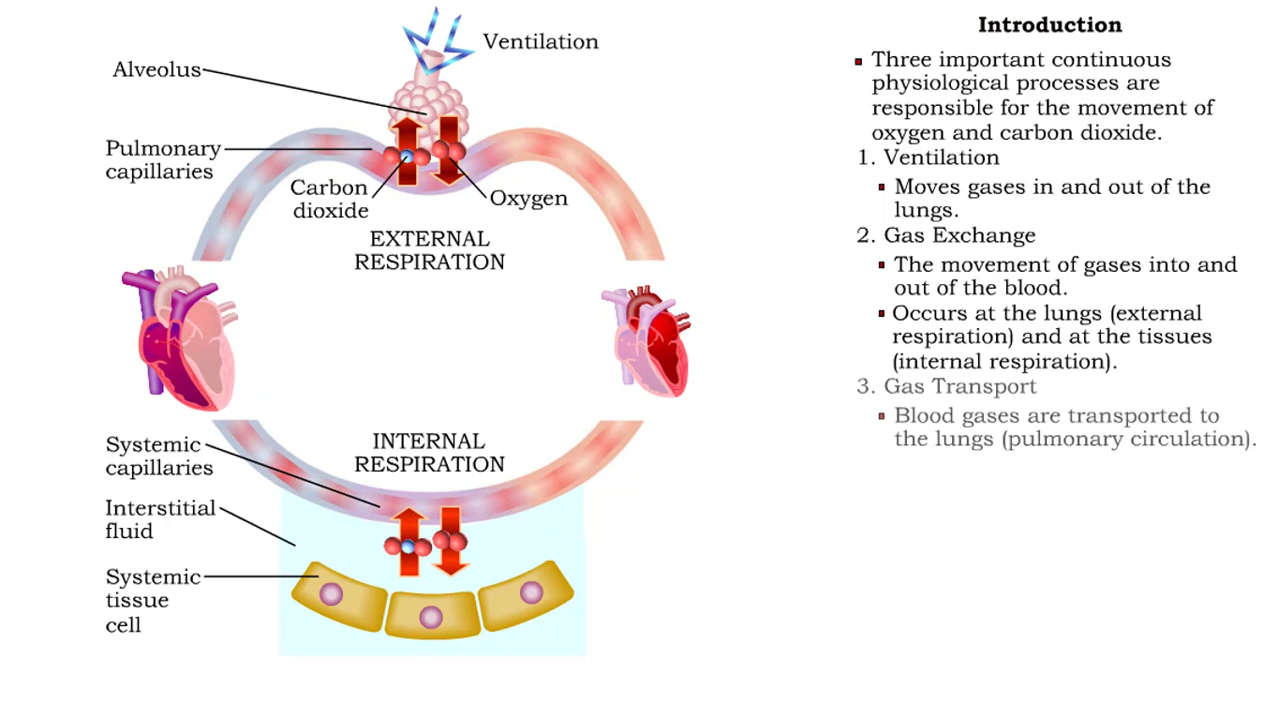 Ventilation
Alveolus
Pulmonary
capillaries
Carbon
dioxide
Oxygen
EXTERNAL
RESPIRATION
Systemic
capillaries
INTERNAL
RESPIRATION
Interstitial
fluid
Systemic
tissue
cell
Introduction
▪ Three important continuous
physiological processes are
responsible for the movement of
oxygen and carbon dioxide.
1. Ventilation
▪ Moves gases in and out of the
lungs.
2. Gas Exchange
▪ The movement of gases into and
out of the blood.
▪ Occurs at the lungs (external
respiration) and at the tissues
(internal respiration).
3. Gas Transport
▪ Blood gases are transported to
the lungs (pulmonary circulation).